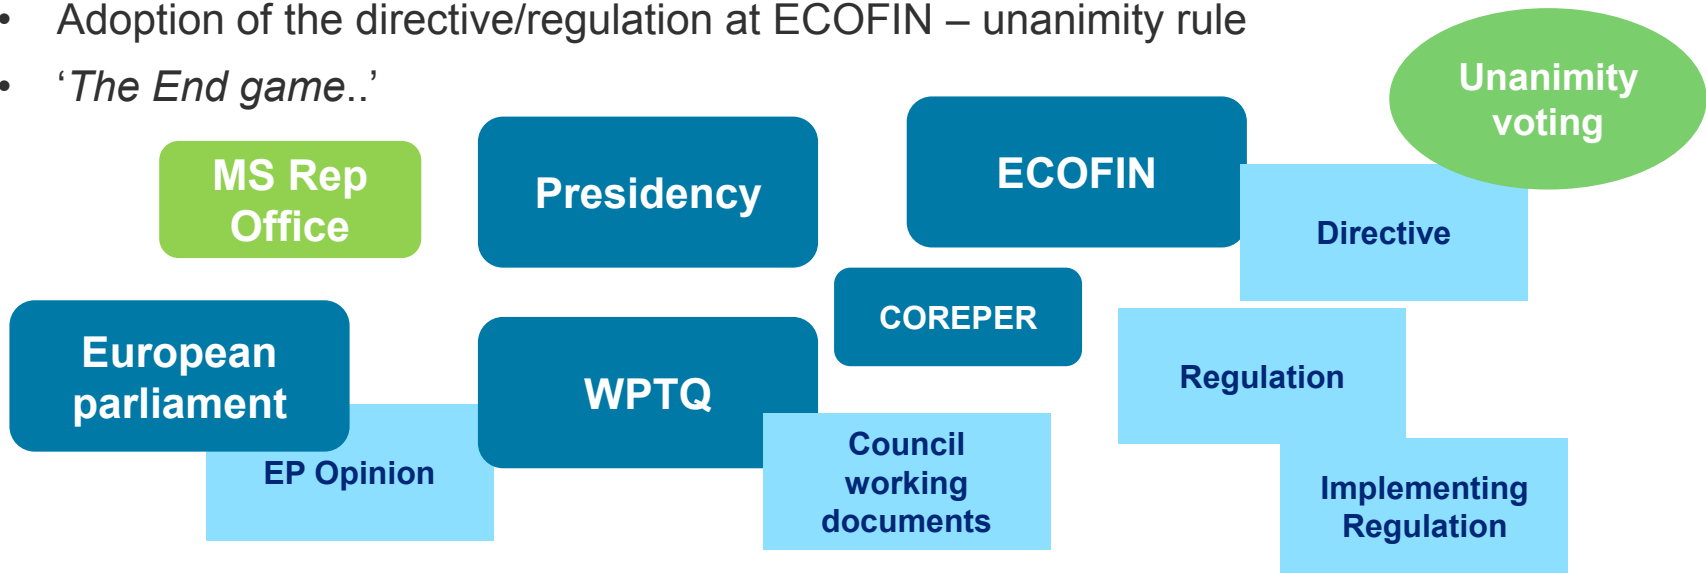 • Adoption of the directive/regulation at ECOFIN – unanimity rule
• ‘The End game..’
Unanimity
voting
MS Rep
Office
Presidency
ECOFIN
Directive
European
parliament
EP Opinion
WPTQ
COREPER
Council
working
documents
Regulation
Implementing
Regulation